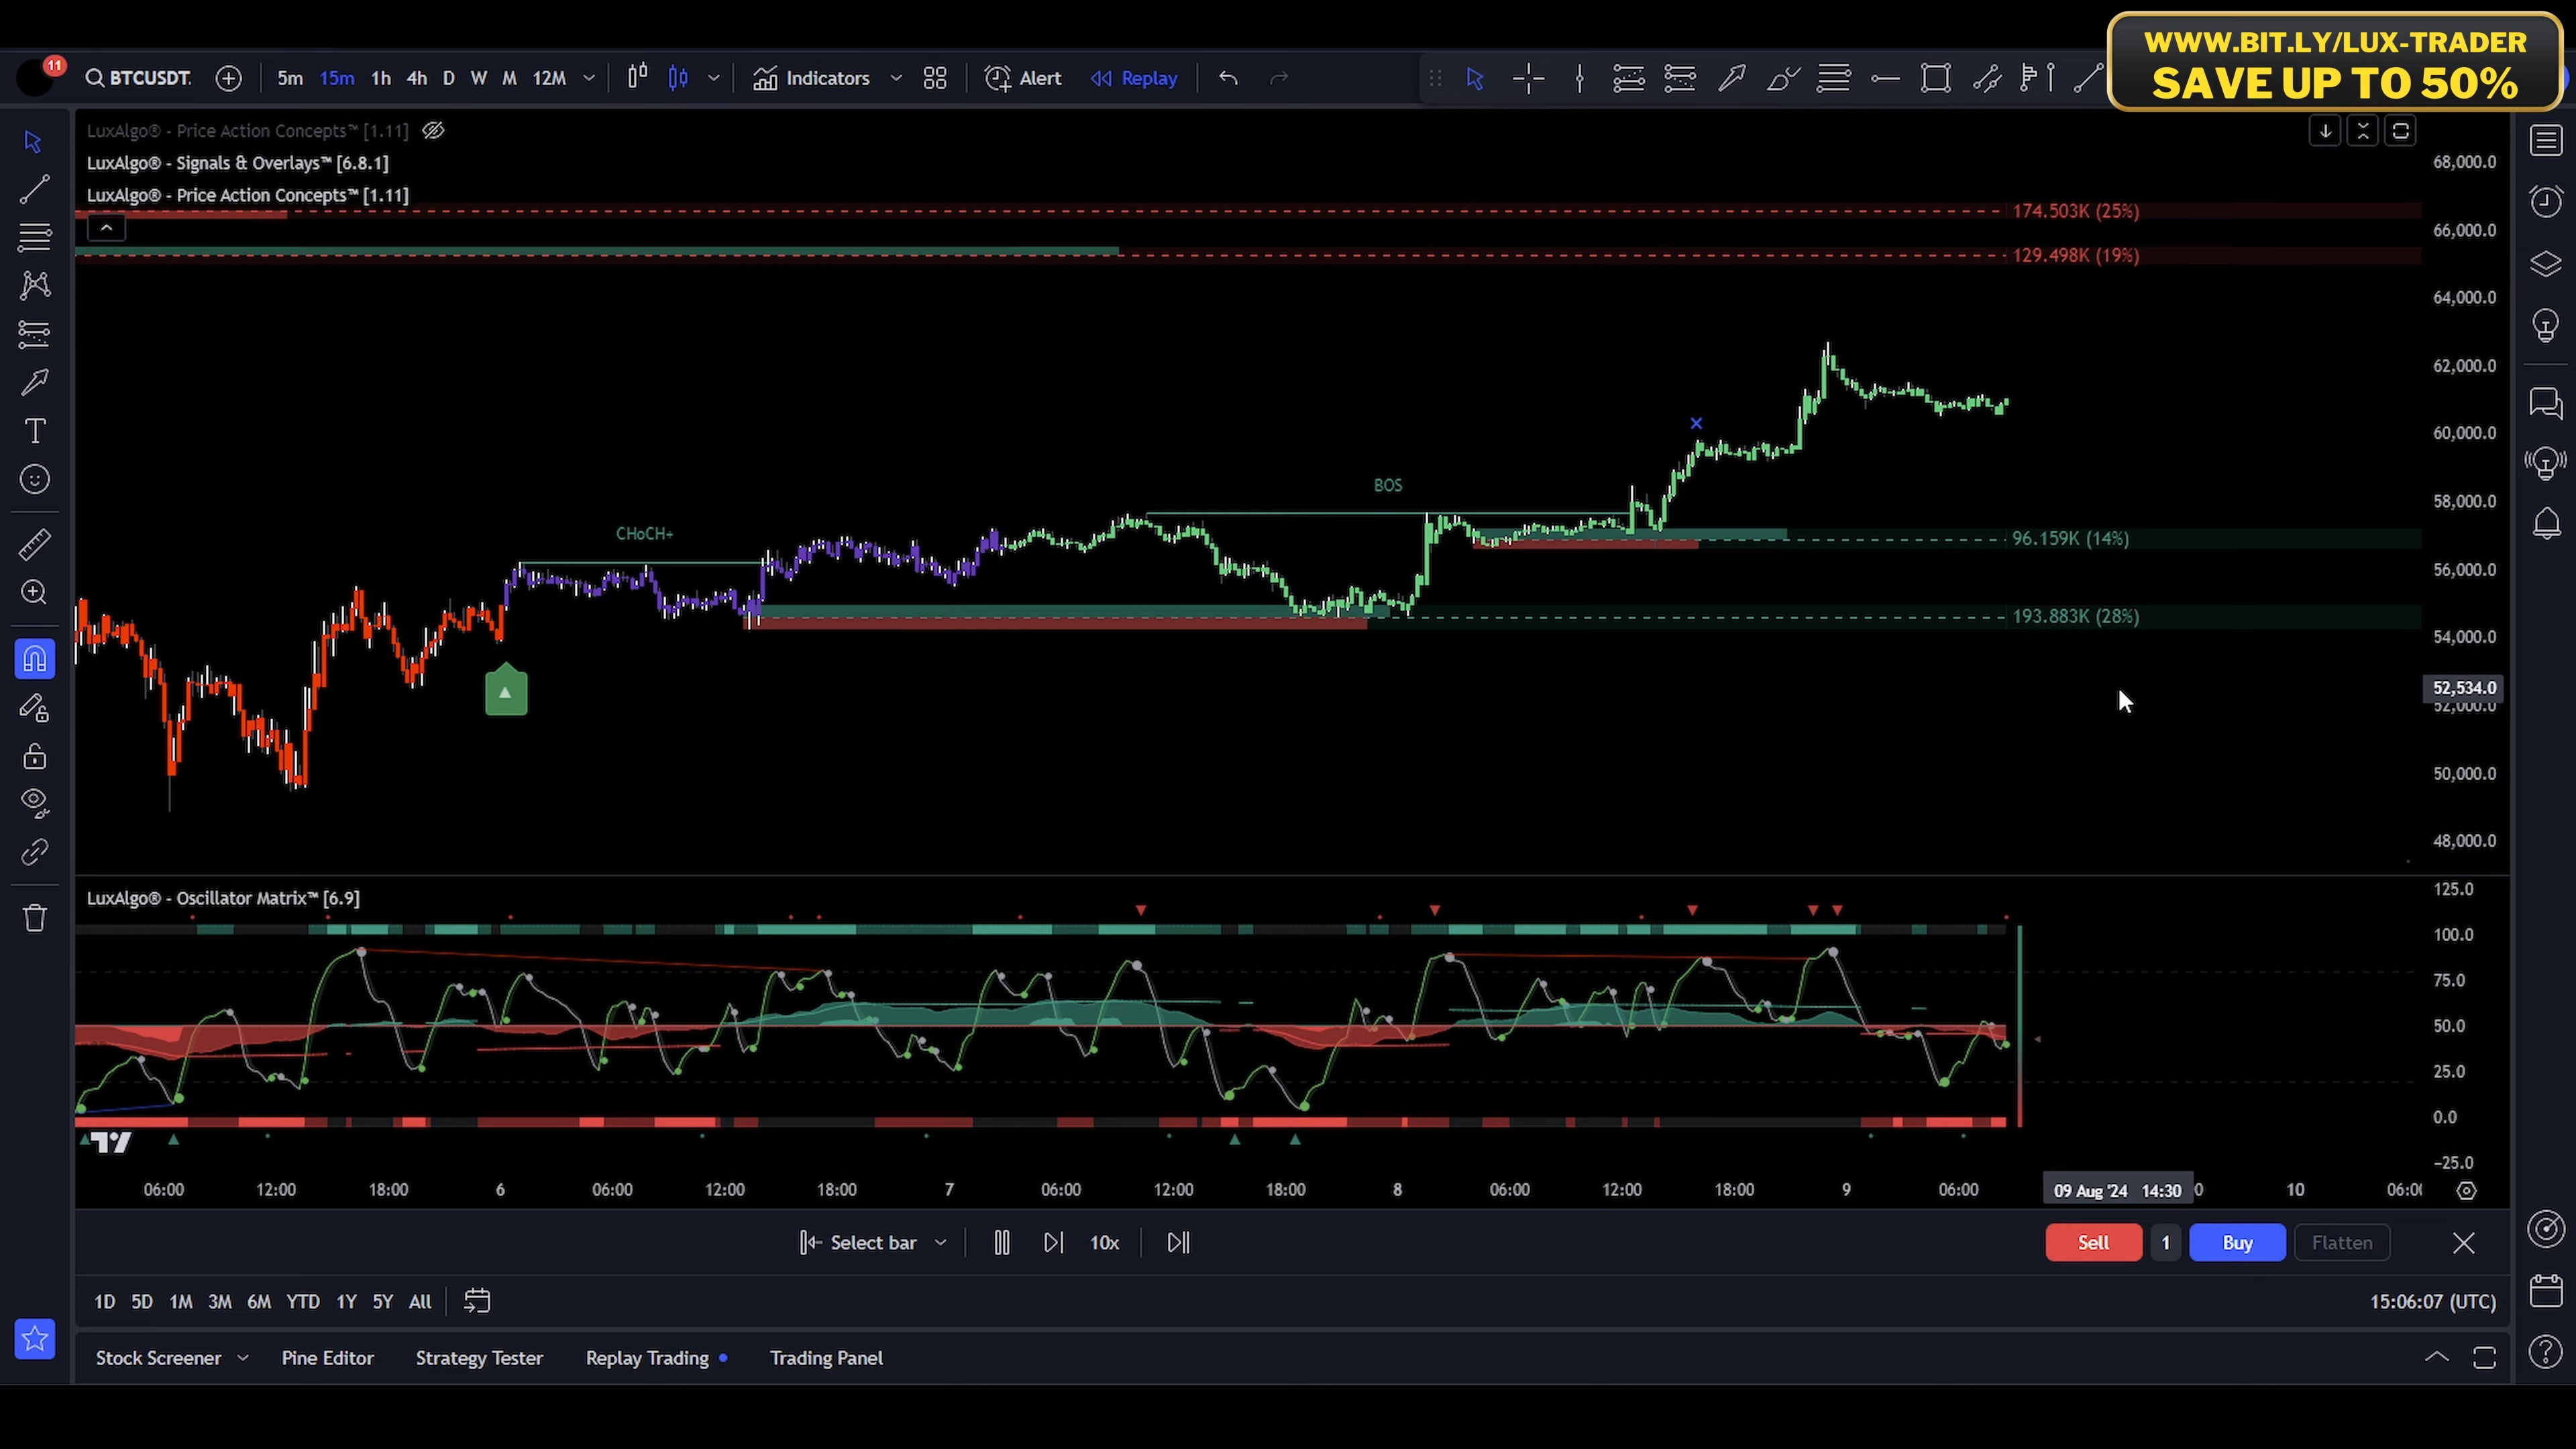 WWW.BIT.LY/LUX-TRADER
SAVE UP TO 50%
11
BTCUSDT.
5m 15m 1h 4h D W M 12M
Indicators
Alert
Replay
LuxAlgo® - Price Action Concepts™ [1.11]
LuxAlgo® - Signals & Overlays™ [6.8.1]
LuxAlgo® - Price Action Concepts™ [1.11]
68,000.0
174.503K (25%)
66,000.0
129.498K (19%)
64,000.0
62,000.0
60,000.0
BOS
58,000.0
CHoCH+
96.159K (14%)
56,000.0
193.883K (28%)
54,000.0
52,534.0
52,000.0
50,000.0
48,000.0
LuxAlgo® - Oscillator Matrix™ [6.9]
125.0
100.0
75.0
50.0
25.0
0.0
−25.0
06:00 12:00 18:00 6 06:00 12:00 18:00 7 06:00 12:00 18:00 8 06:00 12:00 18:00 9 06:00 09 Aug '24 14:30 10
Select bar
10x
Sell 1 Buy Flatten
1D 5D 1M 3M 6M YTD 1Y 5Y All
15:06:07 (UTC)
Stock Screener Pine Editor Strategy Tester Replay Trading Trading Panel